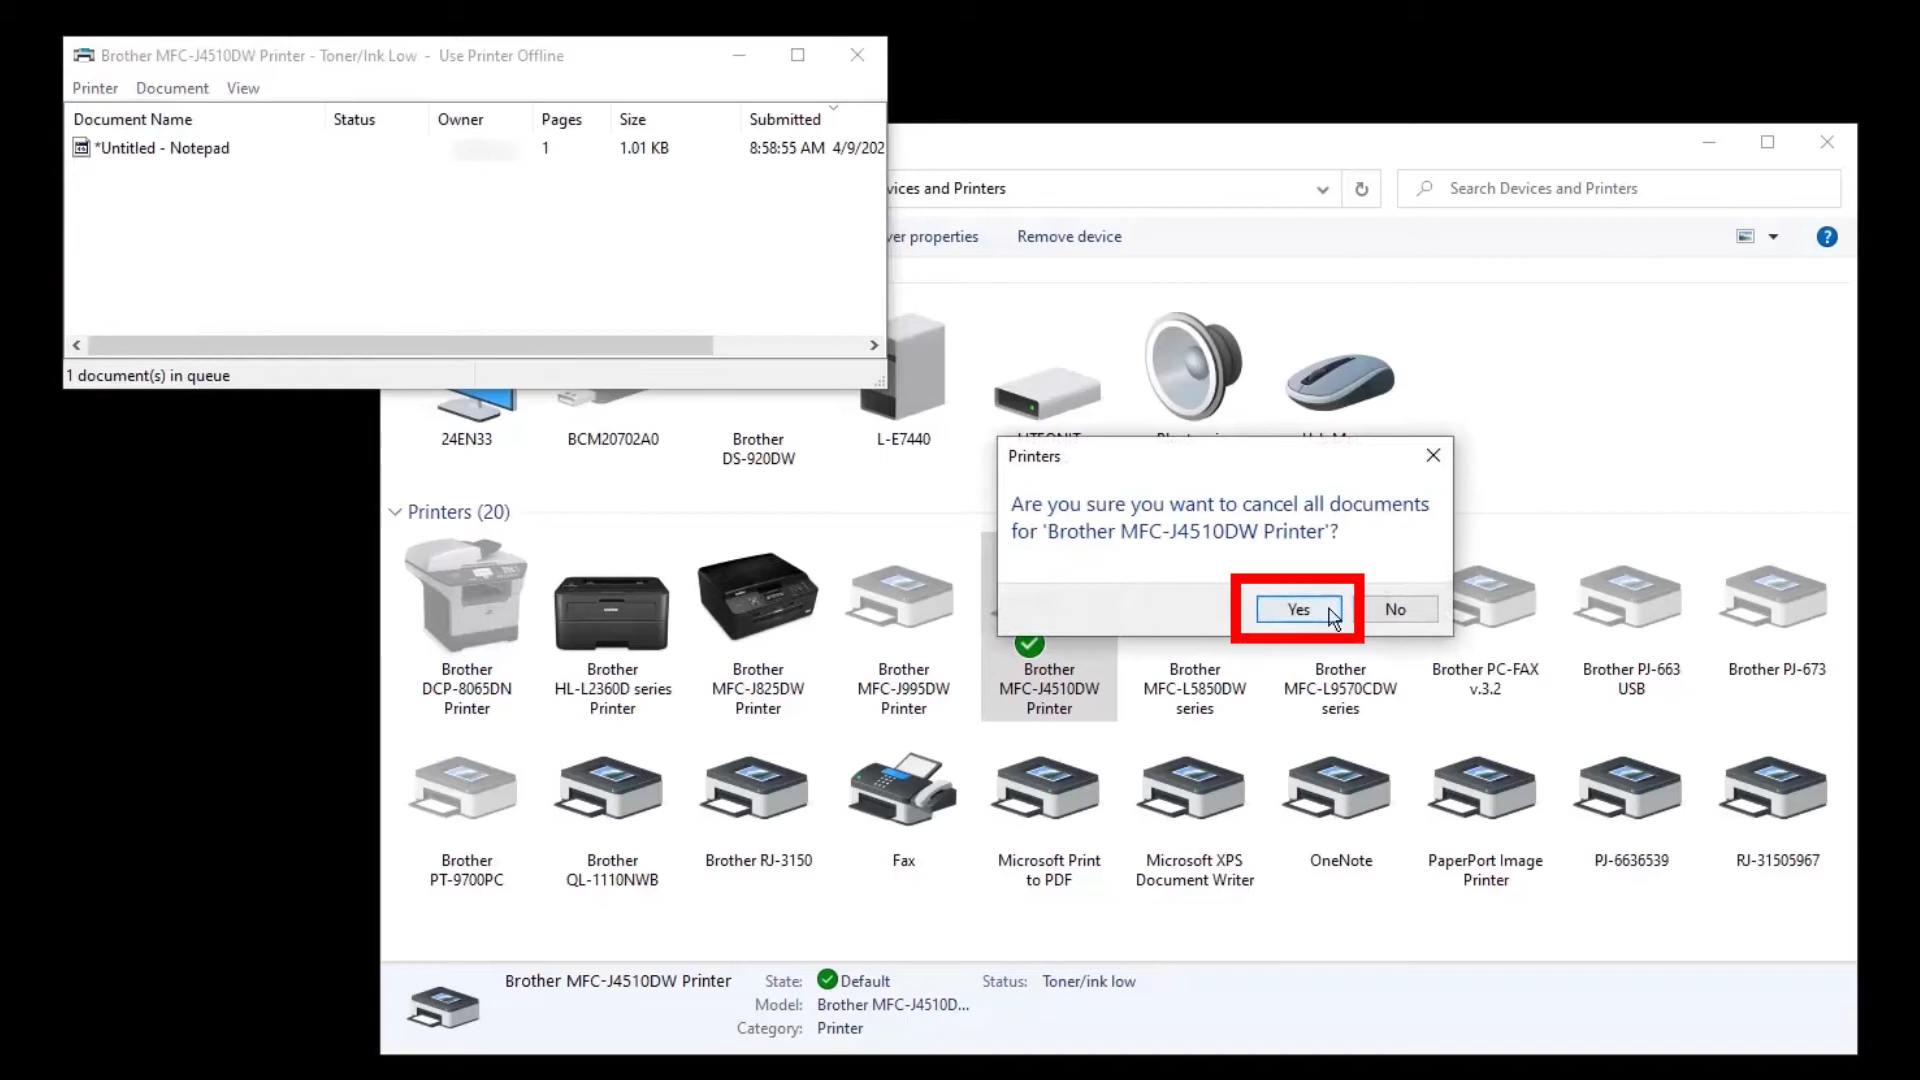 Brother MFC-J4510DW Printer - Toner/Ink Low - Use Printer Offline
Printer Document View
Document Name Status Owner Pages Size Submitted
*Untitled - Notepad 1 1.01 KB 8:58:55 AM 4/9/202
1 document(s) in queue
vices and Printers
Search Devices and Printers
ver properties Remove device
?
24EN33
BCM20702A0
Brother
DS-920DW
L-E7440
Printers
Are you sure you want to cancel all documents
for 'Brother MFC-J4510DW Printer'?
Yes No
Printers (20)
Brother
DCP-8065DN
Printer
Brother
HL-L2360D series
Printer
Brother
MFC-J825DW
Printer
Brother
MFC-J995DW
Printer
Brother
MFC-J4510DW
Printer
Brother
MFC-L5850DW
series
Brother
MFC-L9570CDW
series
Brother PC-FAX
v.3.2
Brother PJ-663
USB
Brother PJ-673
Brother
PT-9700PC
Brother
QL-1110NWB
Brother RJ-3150
Fax
Microsoft Print
to PDF
Microsoft XPS
Document Writer
OneNote
PaperPort Image
Printer
PJ-6636539
RJ-31505967
Brother MFC-J4510DW Printer
State: Default
Status: Toner/ink low
Model: Brother MFC-J4510D...
Category: Printer